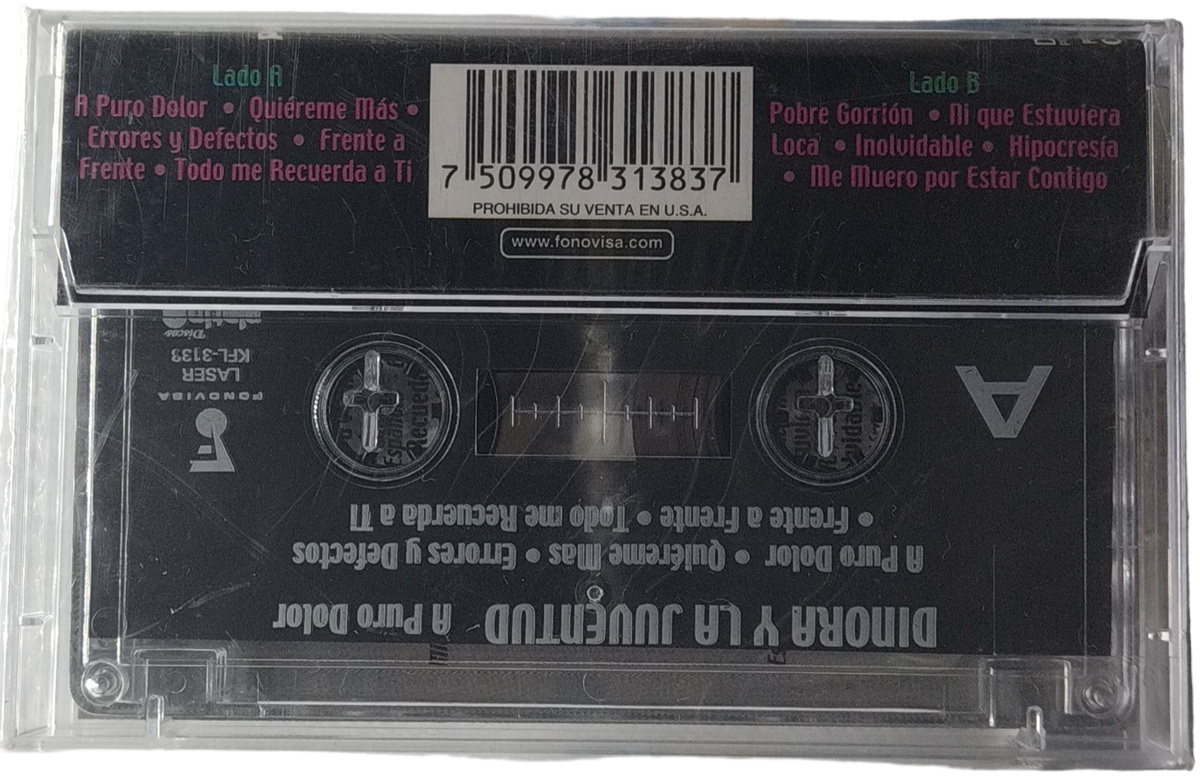 Lado A
A Puro Dolor • Quiéreme Más •
Errores y Defectos • Frente a
Frente • Todo me Recuerda a Ti
7 509978 313837
PROHIBIDA SU VENTA EN U.S.A.
www.fonovisa.com
Lado B
Pobre Gorrión • Ni que Estuviera
Loca • Inolvidable • Hipocresía
• Me Muero por Estar Contigo
DINORA Y LA JUVENTUD - A Puro Dolor
A Puro Dolor • Quiéreme Mas • Errores y Defectos
• Frente a Frente • Todo me Recuerda a Ti
A
FONOVISA
LASER
KFL-3133
Discos
platino